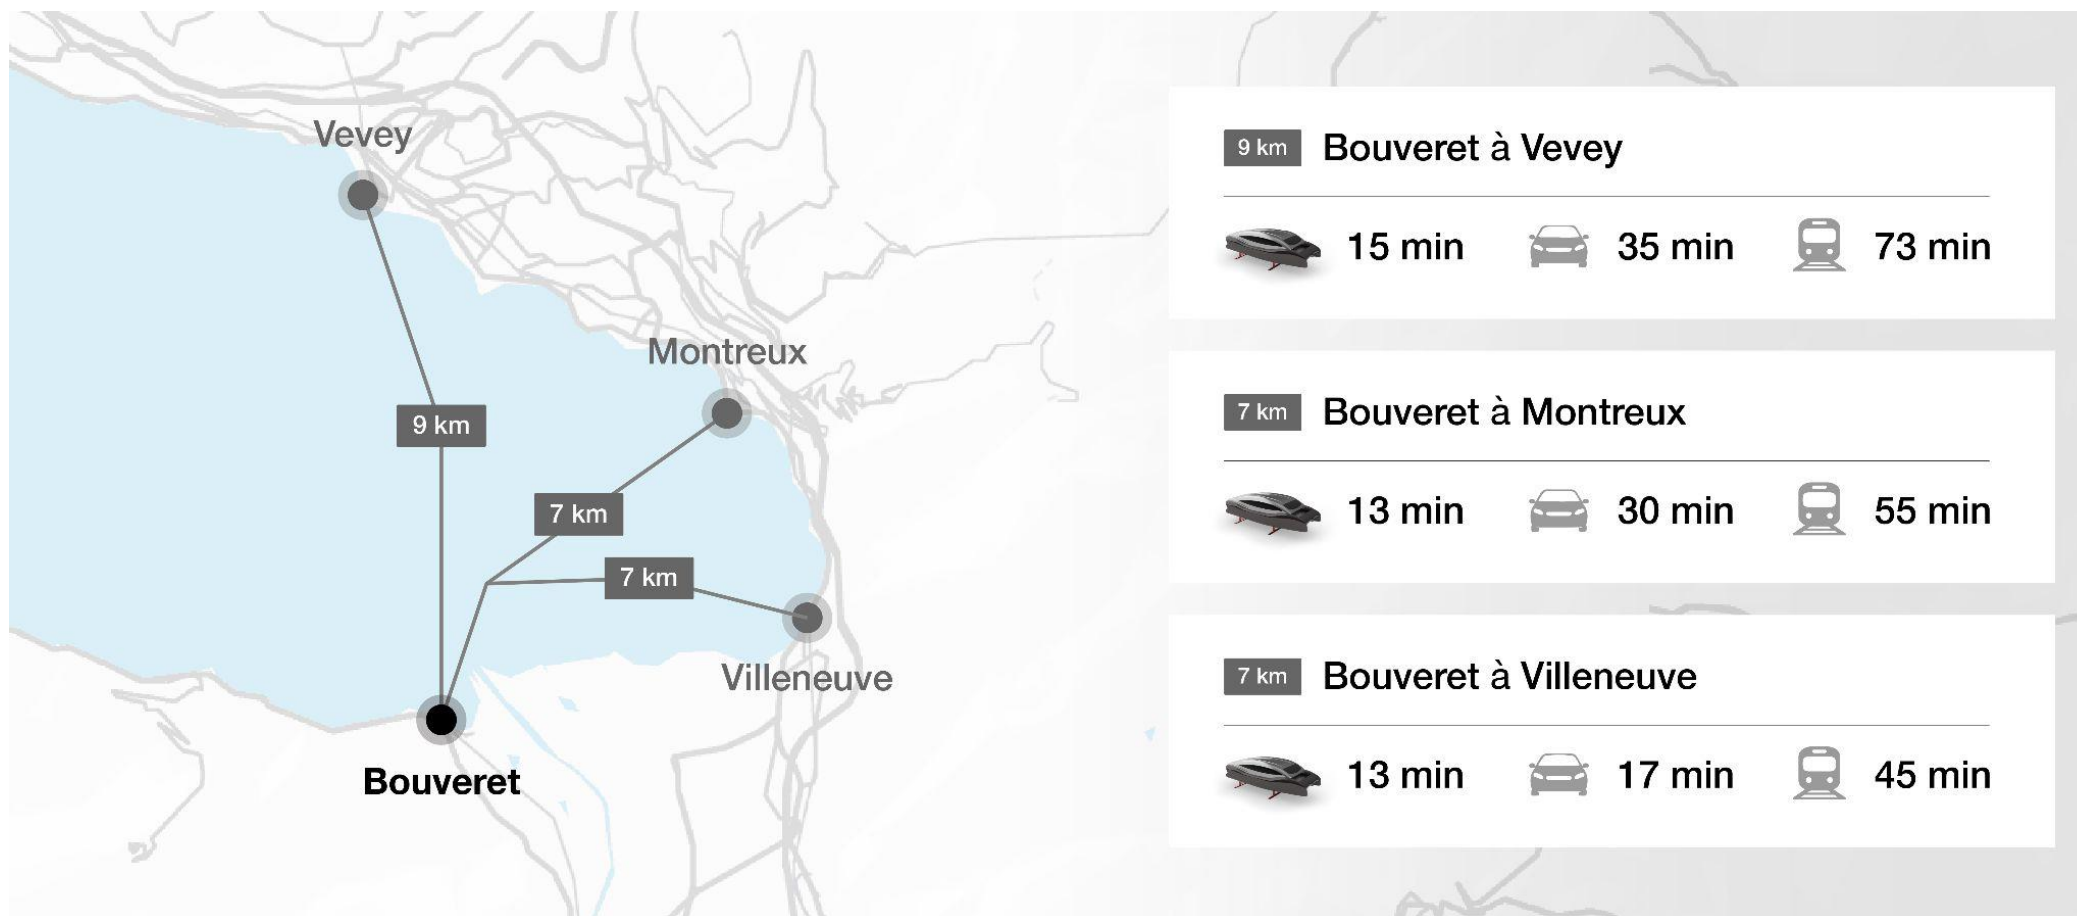 Vevey
9 km
Montreux
7 km
7 km
Villeneuve
Bouveret
9 km Bouveret à Vevey
15 min 35 min 73 min
7 km Bouveret à Montreux
13 min 30 min 55 min
7 km Bouveret à Villeneuve
13 min 17 min 45 min